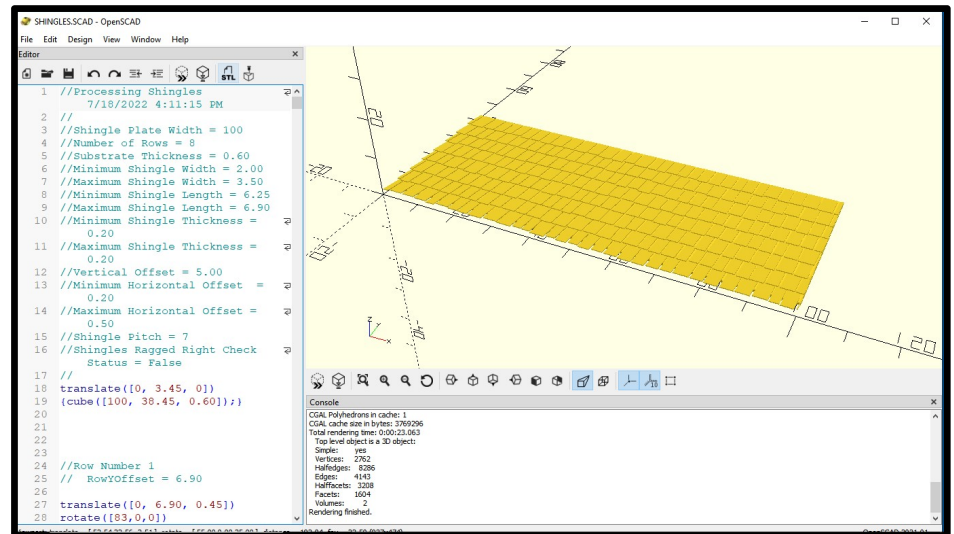 SHINGLES.SCAD - OpenSCAD
File Edit Design View Window Help
Editor
STL
1 //Processing Shingles
7/18/2022 4:11:15 PM
2 //
3 //Shingle Plate Width = 100
4 //Number of Rows = 8
5 //Substrate Thickness = 0.60
6 //Minimum Shingle Width = 2.00
7 //Maximum Shingle Width = 3.50
8 //Minimum Shingle Length = 6.25
9 //Maximum Shingle Length = 6.90
10 //Minimum Shingle Thickness =
0.20
11 //Maximum Shingle Thickness =
0.20
12 //Vertical Offset = 5.00
13 //Minimum Horizontal Offset  =
0.20
14 //Maximum Horizontal Offset =
0.50
15 //Shingle Pitch = 7
16 //Shingles Ragged Right Check
Status = False
17 //
18 translate([0, 3.45, 0])
19 {cube([100, 38.45, 0.60]);}
20
21
22
23
24 //Row Number 1
25 //  RowYOffset = 6.90
26
27 translate([0, 6.90, 0.45])
28 rotate([83,0,0])
Console
CGAL Polyhedrons in cache: 1
CGAL cache size in bytes: 3769296
Total rendering time: 0:00:23.063
Top level object is a 3D object:
Simple: yes
Vertices: 2762
Halfedges: 8286
Edges: 4143
Halffacets: 3208
Facets: 1604
Volumes: 2
Rendering finished.